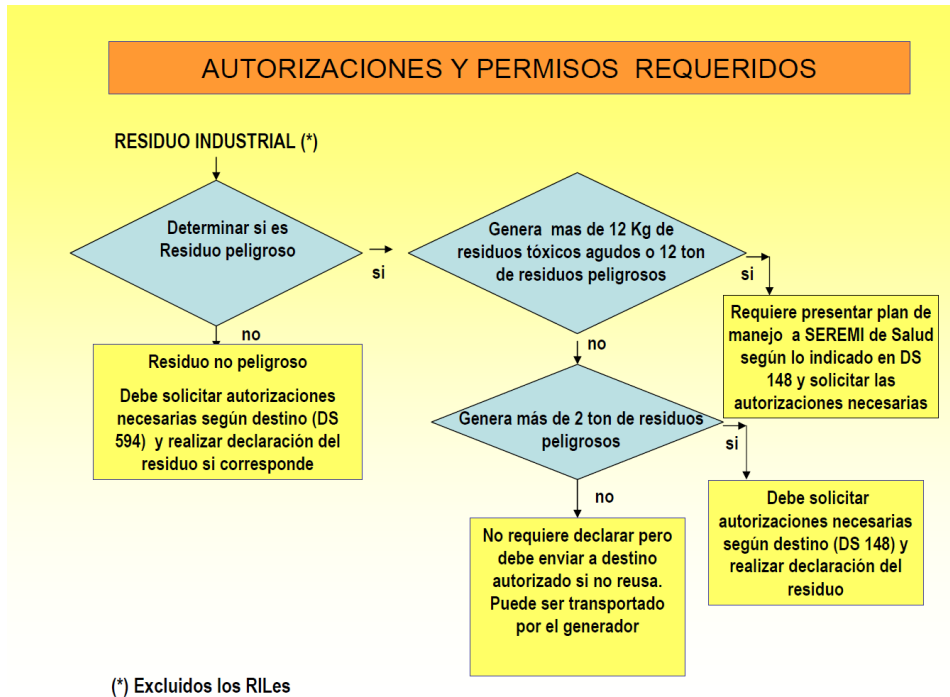 AUTORIZACIONES Y PERMISOS REQUERIDOS
RESIDUO INDUSTRIAL (*)
Determinar si es
Residuo peligroso
si
no
Residuo no peligroso
Debe solicitar autorizaciones
necesarias según destino (DS
594) y realizar declaración del
residuo si corresponde
Genera mas de 12 Kg de
residuos tóxicos agudos o 12 ton
de residuos peligrosos
si
no
Requiere presentar plan de
manejo a SEREMI de Salud
según lo indicado en DS
148 y solicitar las
autorizaciones necesarias
Genera más de 2 ton de residuos
peligrosos
si
no
Debe solicitar
autorizaciones necesarias
según destino (DS 148) y
realizar declaración del
residuo
No requiere declarar pero
debe enviar a destino
autorizado si no reusa.
Puede ser transportado
por el generador
(*) Excluidos los RILes